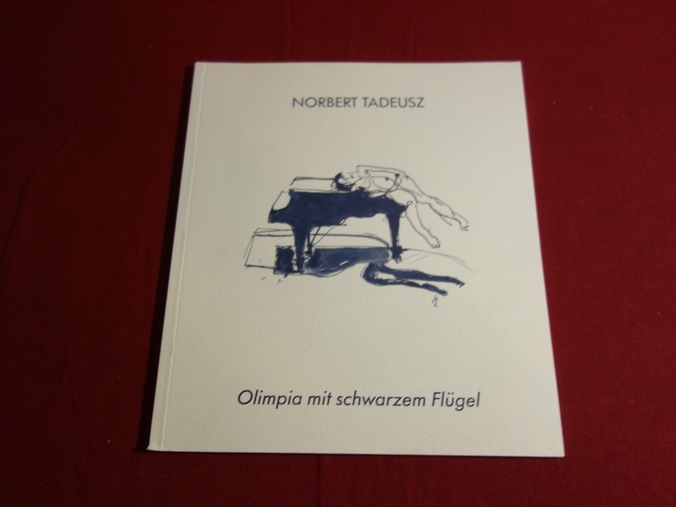 NORBERT TADEUSZ
Olimpia mit schwarzem Flügel